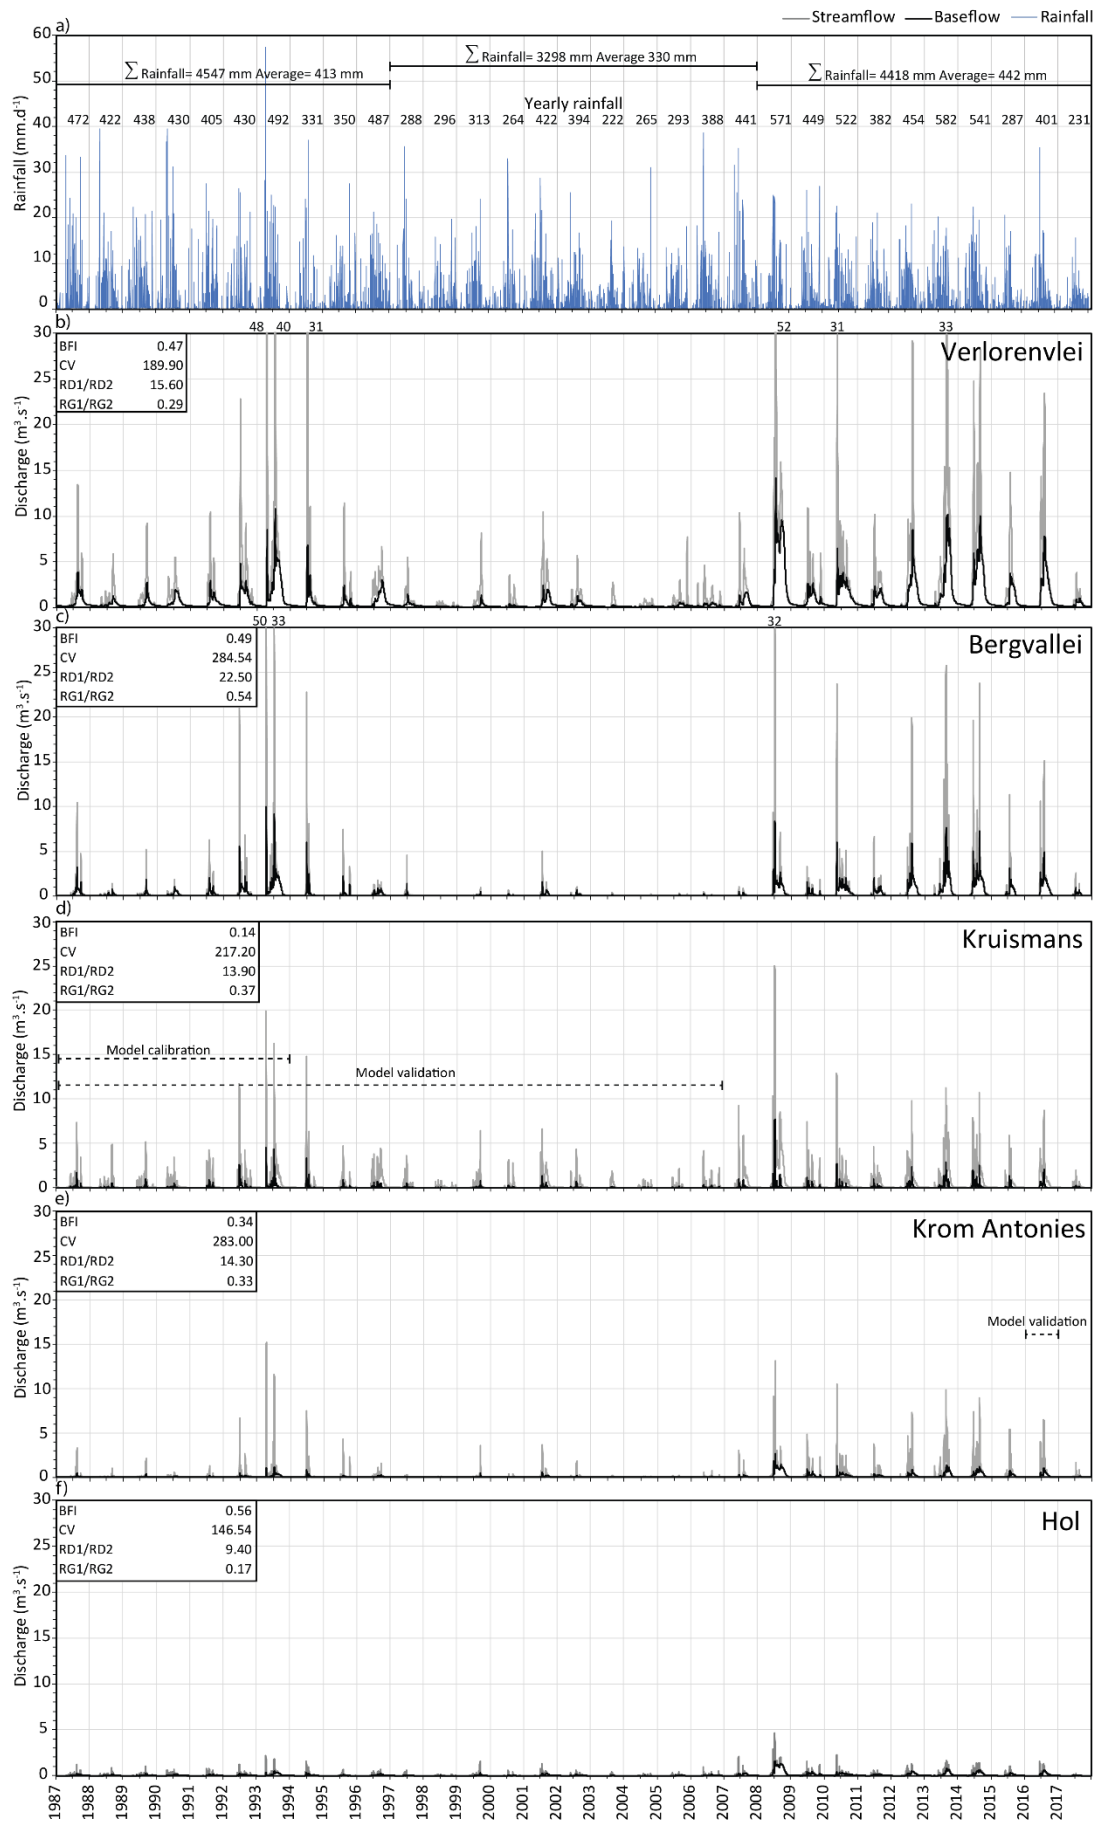 Streamflow Baseflow Rainfall
a)
60
50
40
30
20
10
0
Rainfall (mm.d-1)
∑ Rainfall= 4547 mm Average= 413 mm
∑ Rainfall= 3298 mm Average 330 mm
∑ Rainfall= 4418 mm Average= 442 mm
Yearly rainfall
472 422 438 430 405 430 492 331 350 487 288 296 313 264 422 394 222 265 293 388 441 571 449 522 382 454 582 541 287 401 231
b)
48 40 31 52 31 33
Verlorenvlei
BFI 0.47
CV 189.90
RD1/RD2 15.60
RG1/RG2 0.29
30
25
20
15
10
5
0
Discharge (m3.s-1)
c)
50 33 32
Bergvallei
BFI 0.49
CV 284.54
RD1/RD2 22.50
RG1/RG2 0.54
30
25
20
15
10
5
0
Discharge (m3.s-1)
d)
Kruismans
BFI 0.14
CV 217.20
RD1/RD2 13.90
RG1/RG2 0.37
Model calibration
Model validation
30
25
20
15
10
5
0
Discharge (m3.s-1)
e)
Krom Antonies
BFI 0.34
CV 283.00
RD1/RD2 14.30
RG1/RG2 0.33
Model validation
30
25
20
15
10
5
0
Discharge (m3.s-1)
f)
Hol
BFI 0.56
CV 146.54
RD1/RD2 9.40
RG1/RG2 0.17
30
25
20
15
10
5
0
Discharge (m3.s-1)
1987 1988 1989 1990 1991 1992 1993 1994 1995 1996 1997 1998 1999 2000 2001 2002 2003 2004 2005 2006 2007 2008 2009 2010 2011 2012 2013 2014 2015 2016 2017